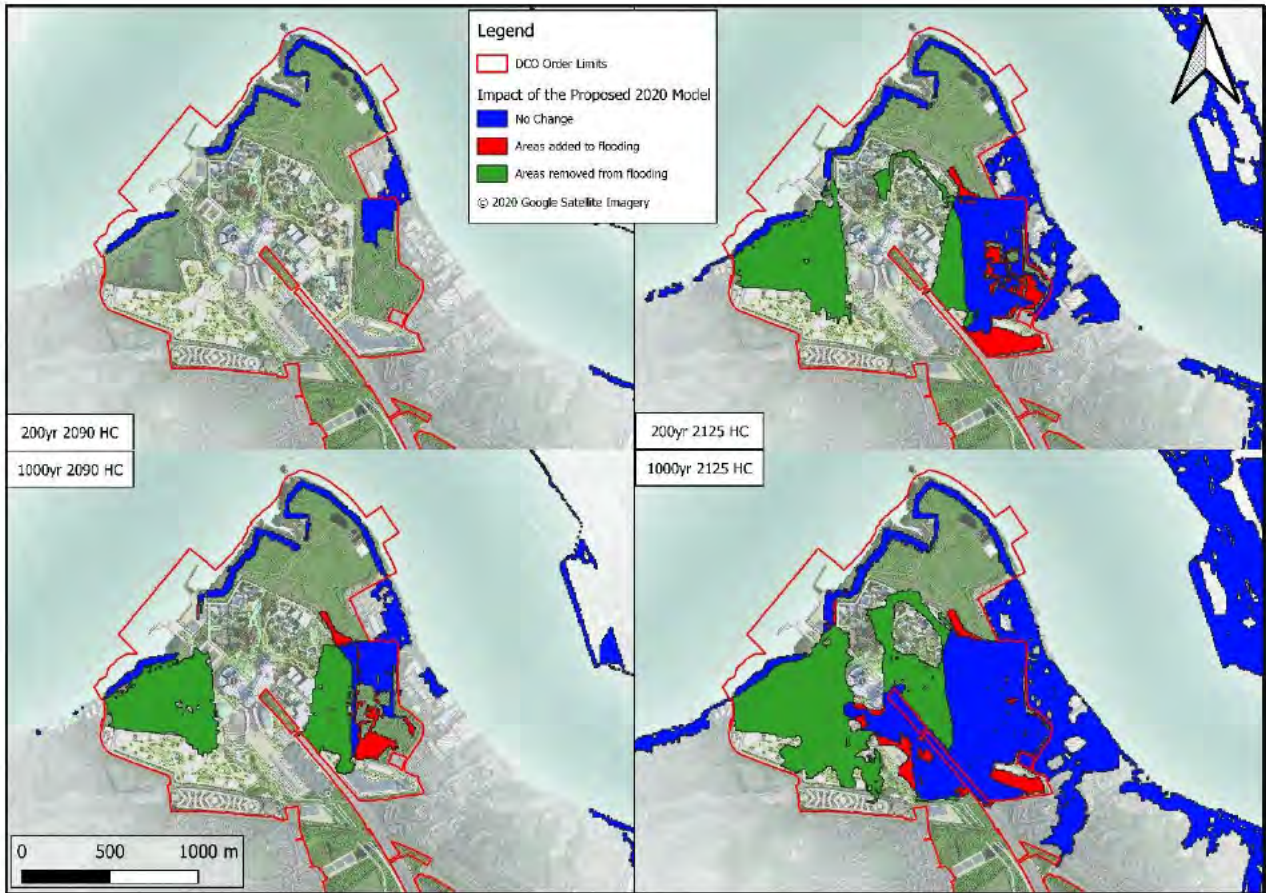 Legend
DCO Order Limits
Impact of the Proposed 2020 Model
No Change
Areas added to flooding
Areas removed from flooding
© 2020 Google Satellite Imagery
200yr 2090 HC
200yr 2125 HC
1000yr 2090 HC
1000yr 2125 HC
0 500 1000 m